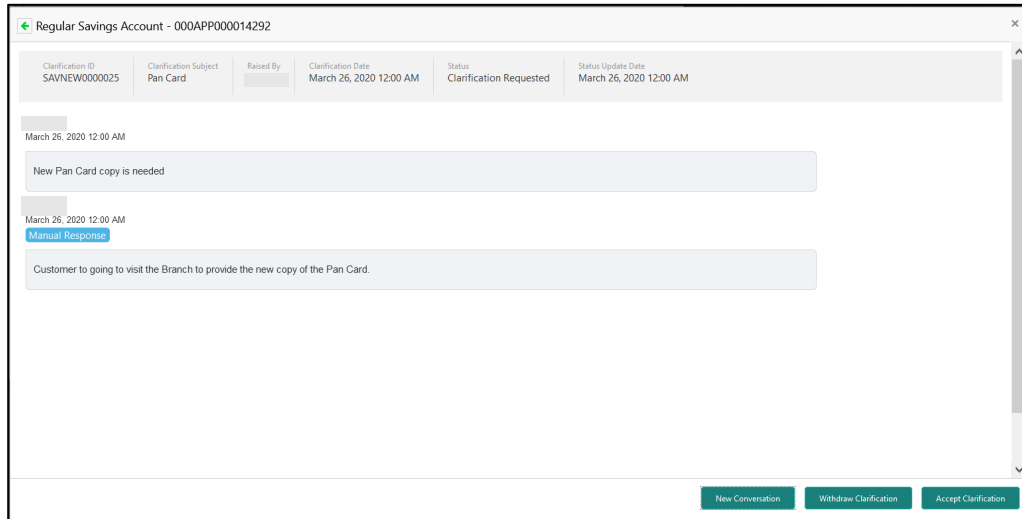 Regular Savings Account - 000APP000014292
Clarification ID Clarification Subject Raised By Clarification Date Status Status Update Date
SAVNEW0000025 Pan Card March 26, 2020 12:00 AM Clarification Requested March 26, 2020 12:00 AM
March 26, 2020 12:00 AM
New Pan Card copy is needed
March 26, 2020 12:00 AM
Manual Response
Customer to going to visit the Branch to provide the new copy of the Pan Card.
New Conversation Withdraw Clarification Accept Clarification